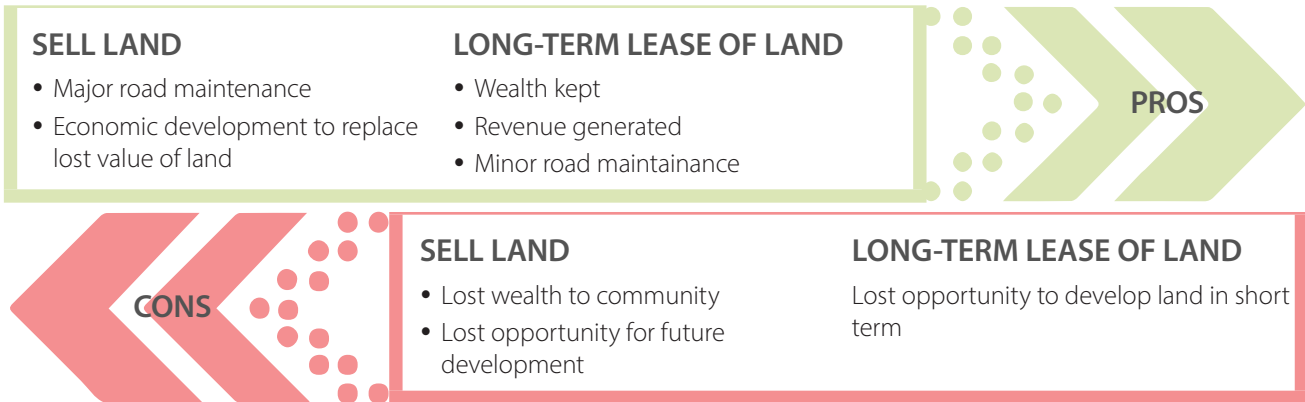 SELL LAND
• Major road maintenance
• Economic development to replace
lost value of land
LONG-TERM LEASE OF LAND
• Wealth kept
• Revenue generated
• Minor road maintainance
PROS
CONS
SELL LAND
• Lost wealth to community
• Lost opportunity for future
development
LONG-TERM LEASE OF LAND
Lost opportunity to develop land in short
term